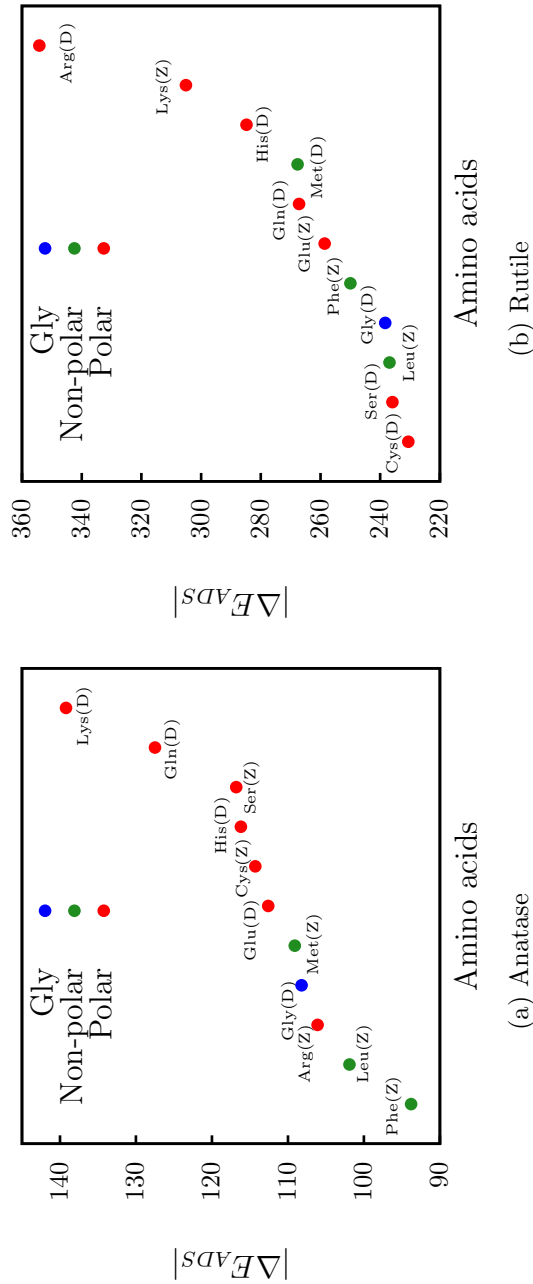 |ΔE_ADS|
140
130
120
110
100
90
Gly
Non-polar
Polar
Phe(Z)
Leu(Z)
Arg(Z)
Gly(D)
Met(Z)
Glu(D)
Cys(Z)
His(D)
Ser(Z)
Gln(D)
Lys(D)
Amino acids
(a) Anatase
|ΔE_ADS|
360
340
320
300
280
260
240
220
Gly
Non-polar
Polar
Cys(D)
Ser(D)
Leu(Z)
Gly(D)
Phe(Z)
Glu(Z)
Gln(D)
Met(D)
His(D)
Lys(Z)
Arg(D)
Amino acids
(b) Rutile